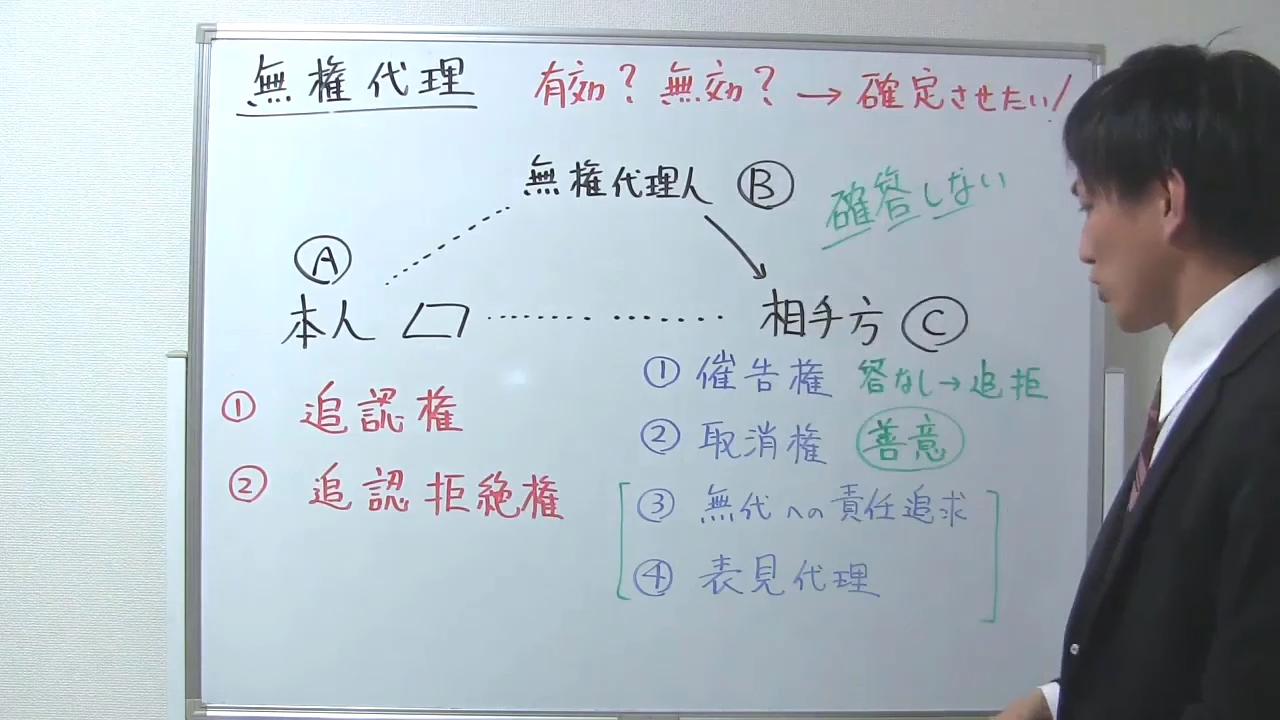 無権代理 有効？無効？→確定させたい！
無権代理人 Ⓑ
確答しない
Ⓐ
本人
相手方 Ⓒ
① 追認権
② 追認拒絶権
① 催告権 答なし→追拒
② 取消権 善意
③ 無代への責任追求
④ 表見代理